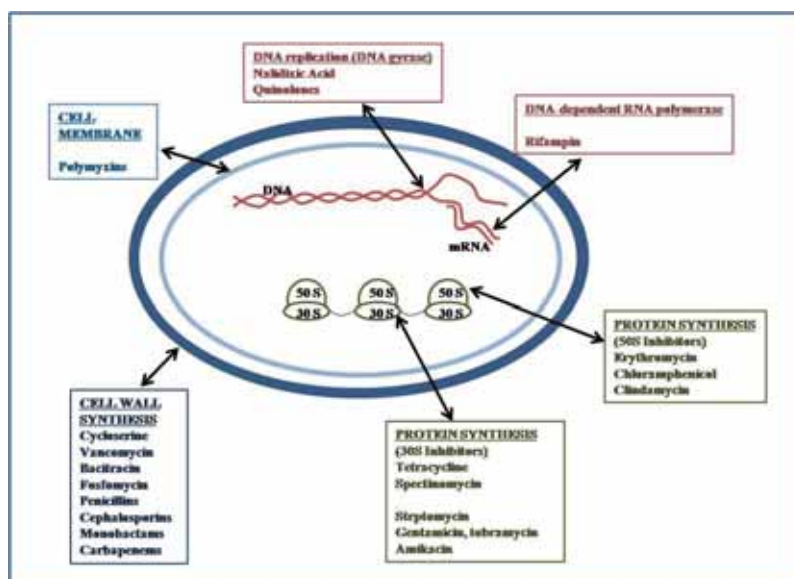 DNA replication (DNA gyrase)
Nalidixic Acid
Quinolones
CELL
MEMBRANE
Polymyxins
DNA dependent RNA polymerase
Rifampin
DNA
mRNA
50 S
50 S
50 S
30 S
30 S
30 S
PROTEIN SYNTHESIS
(50S Inhibitors)
Erythromycin
Chloramphenicol
Clindamycin
CELL WALL
SYNTHESIS
Cycloserine
Vancomycin
Bacitracin
Fosfomycin
Penicillins
Cephalosporins
Monobactams
Carbapenems
PROTEIN SYNTHESIS
(30S Inhibitors)
Tetracycline
Spectinomycin
Streptomycin
Gentamicin, tobramycin
Amikacin